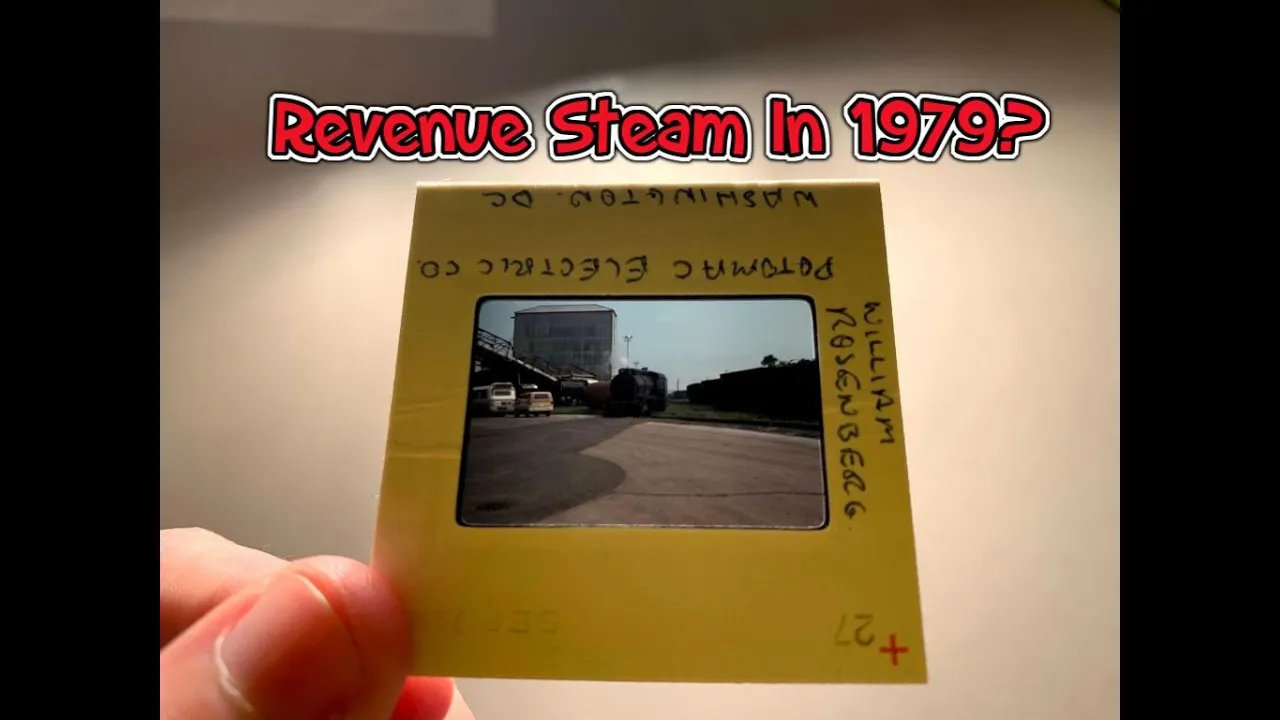 Revenue Steam In 1979?
WASHINGTON. DC
POTOMAC ELECTRIC CO.
WILLIAM
ROSENBERG.
27
+